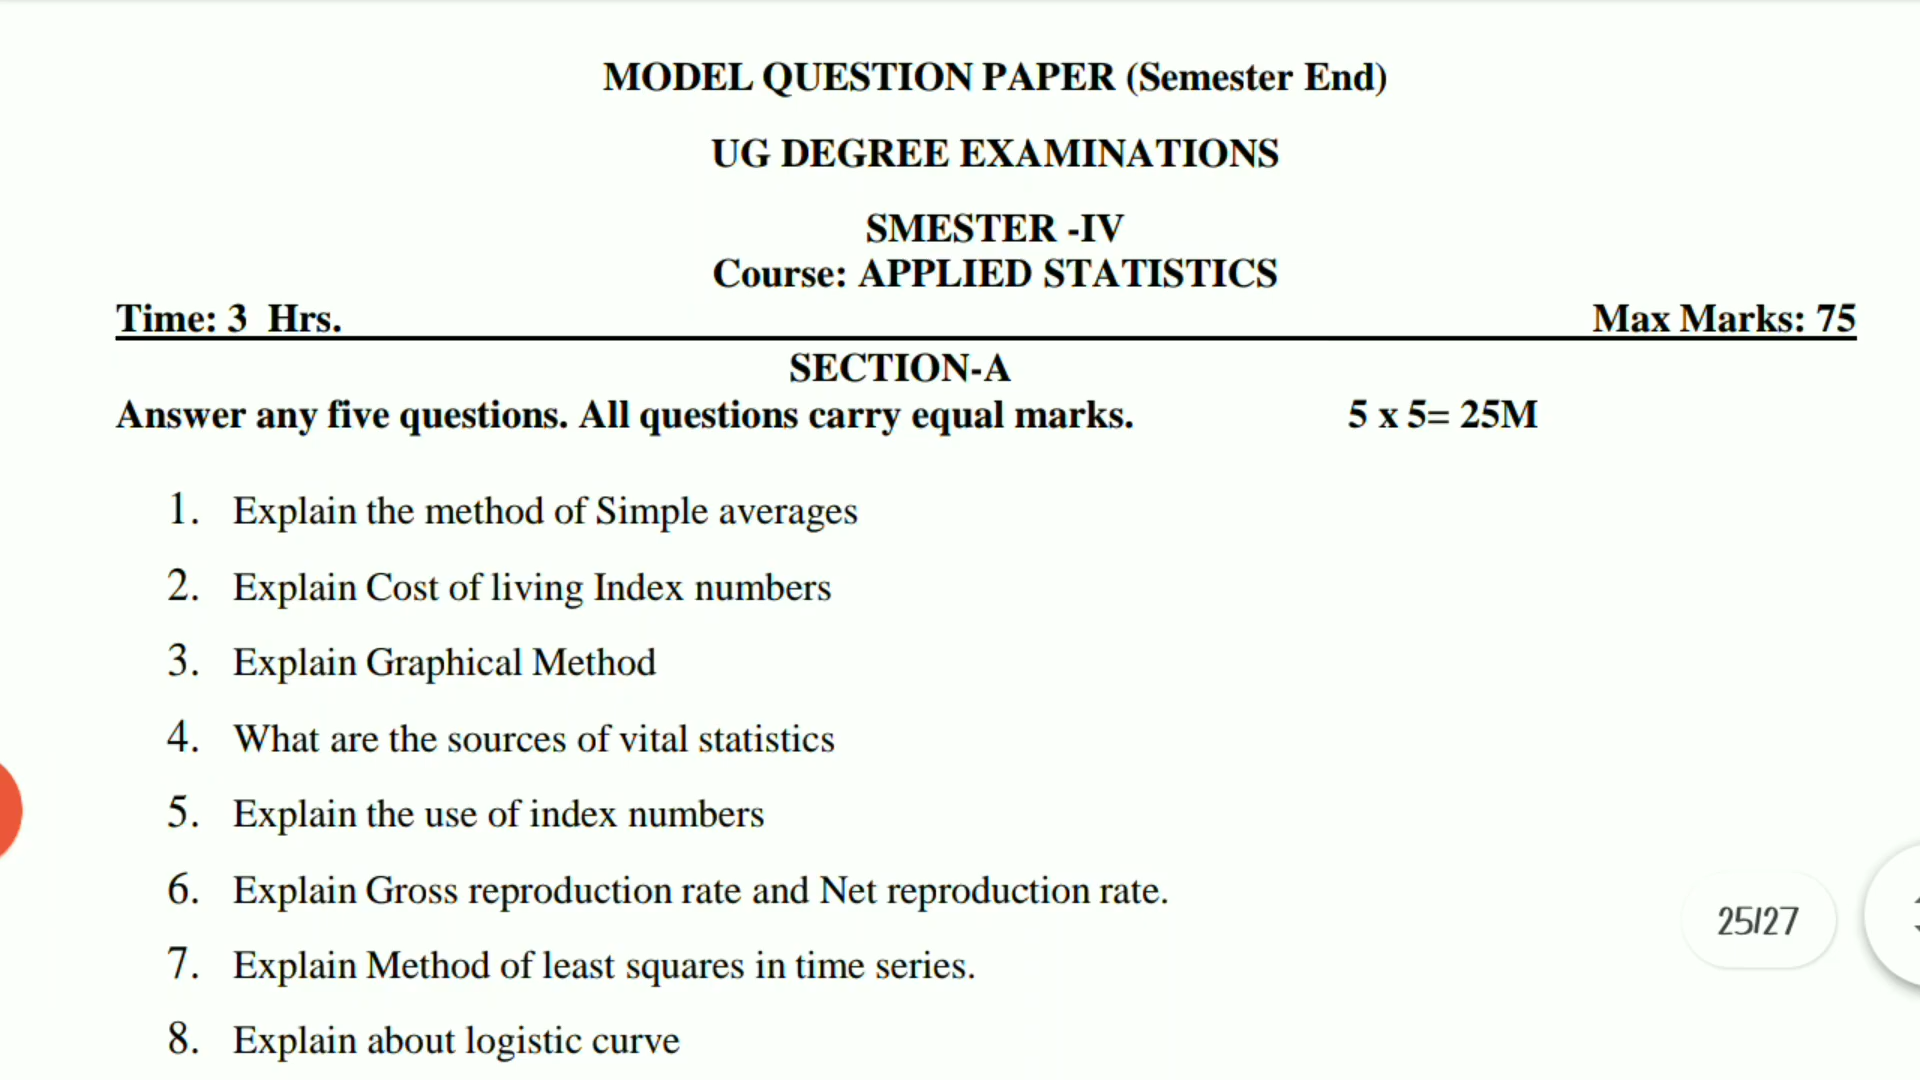 MODEL QUESTION PAPER (Semester End)
UG DEGREE EXAMINATIONS
SMESTER -IV
Course: APPLIED STATISTICS
Time: 3 Hrs. Max Marks: 75
SECTION-A
Answer any five questions. All questions carry equal marks. 5 x 5= 25M
1. Explain the method of Simple averages
2. Explain Cost of living Index numbers
3. Explain Graphical Method
4. What are the sources of vital statistics
5. Explain the use of index numbers
6. Explain Gross reproduction rate and Net reproduction rate.
7. Explain Method of least squares in time series.
8. Explain about logistic curve
25/27